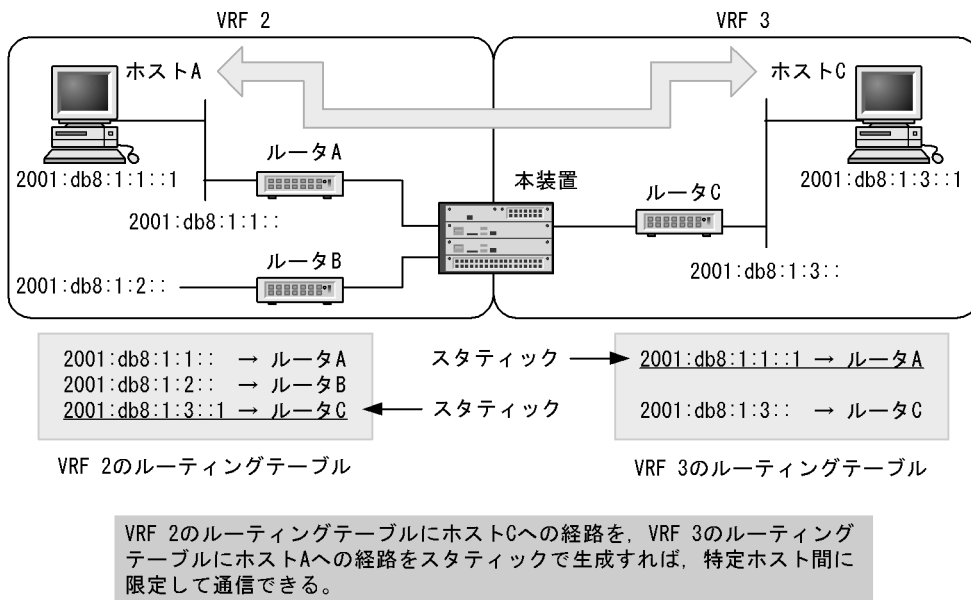 VRF 2
VRF 3
ホストA
ホストC
ルータA
本装置
ルータC
2001:db8:1:1::1
2001:db8:1:3::1
2001:db8:1:1::
ルータB
2001:db8:1:3::
2001:db8:1:2::
2001:db8:1:1:: → ルータA
2001:db8:1:2:: → ルータB
2001:db8:1:3::1 → ルータC
スタティック
スタティック
2001:db8:1:1::1 → ルータA
2001:db8:1:3:: → ルータC
VRF 2のルーティングテーブル
VRF 3のルーティングテーブル
VRF 2のルーティングテーブルにホストCへの経路を，VRF 3のルーティング
テーブルにホストAへの経路をスタティックで生成すれば，特定ホスト間に
限定して通信できる。